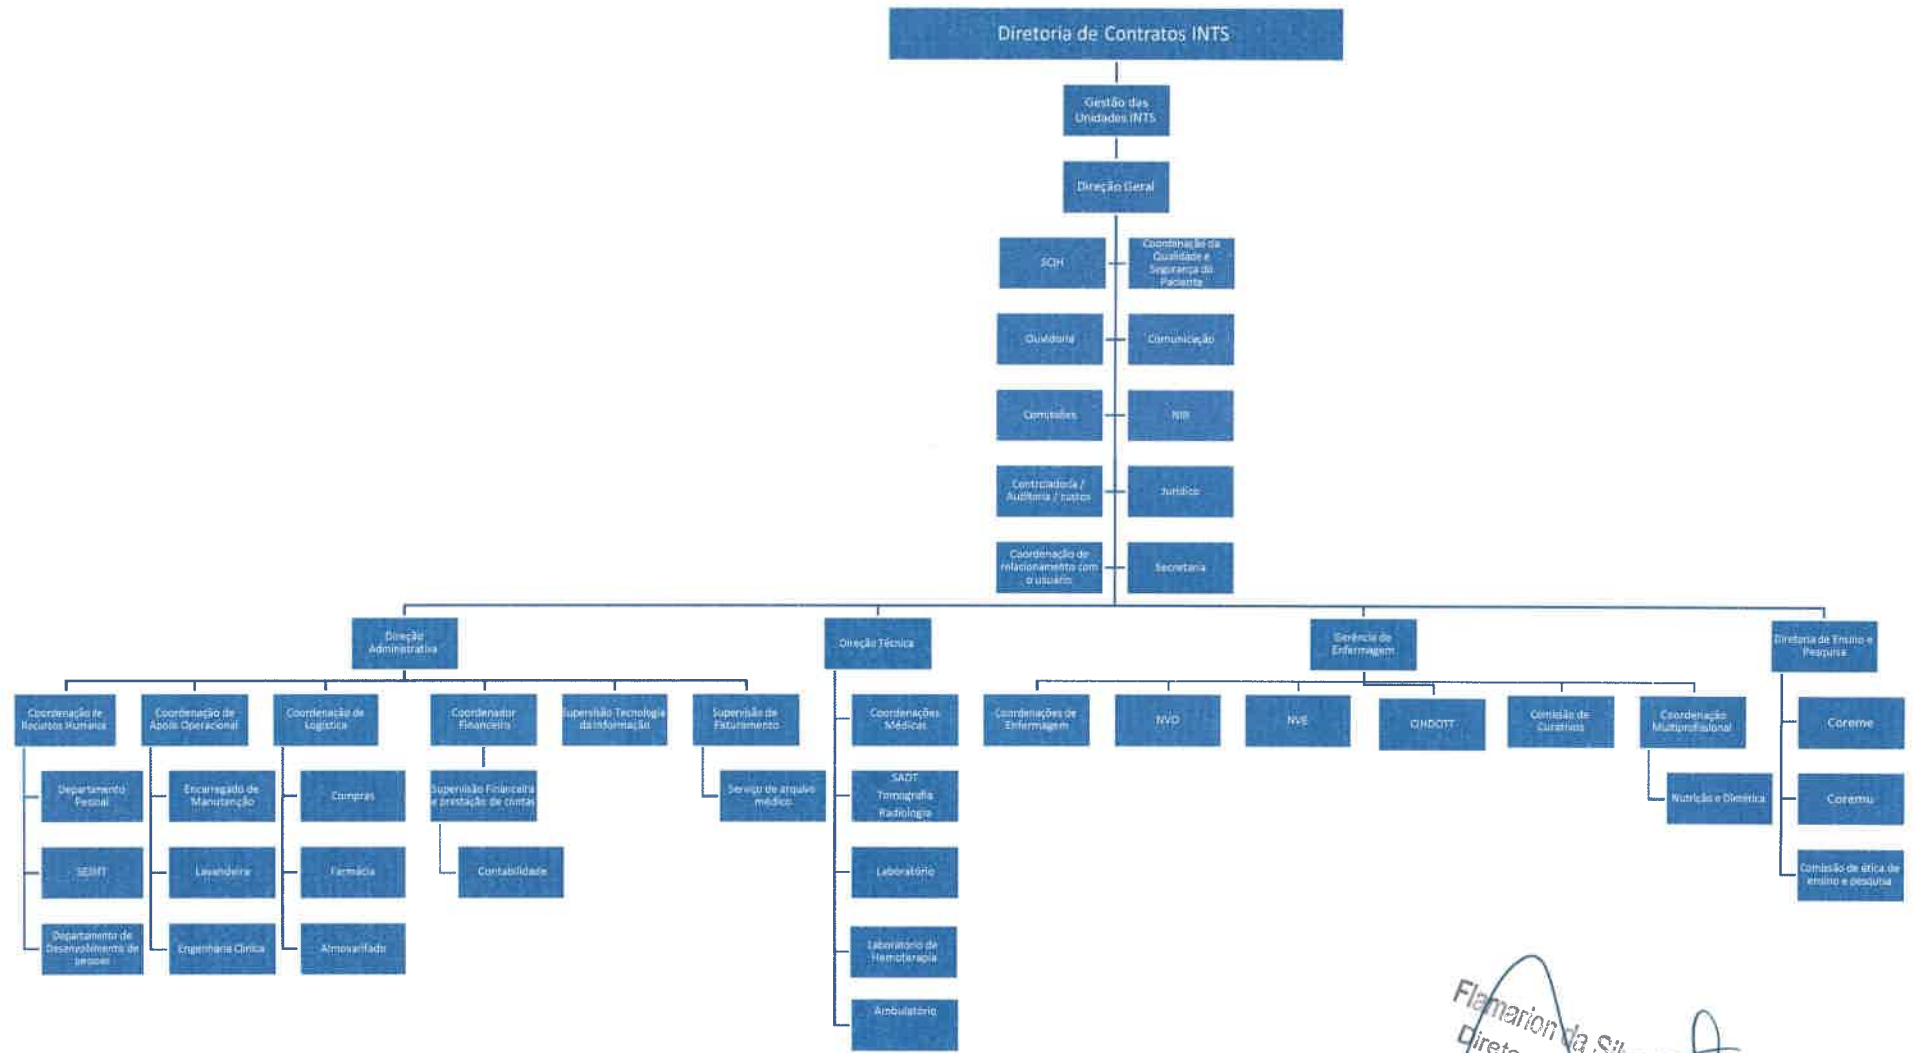 Diretoria de Contratos INTS
Gestão das
Unidades INTS
Direção Geral
SCIH
Coordenação da
Qualidade e
Segurança do
Paciente
Ouvidoria
Comunicação
Comissões
NIR
Controladoria /
Auditoria / custos
Jurídico
Coordenação de
relacionamento com
o usuário
Secretaria
Direção
Administrativa
Direção Técnica
Gerência de
Enfermagem
Diretoria de Ensino e
Pesquisa
Coordenação de
Recursos Humanos
Coordenação de
Apoio Operacional
Coordenação de
Logística
Coordenador
Financeiro
Supervisão Tecnologia
da Informação
Supervisão de
Faturamento
Coordenações
Médicas
Coordenações de
Enfermagem
NVO
NVE
CIHDOTT
Comissão de
Curativos
Coordenação
Multiprofissional
Coreme
Departamento
Pessoal
Encarregado de
Manutenção
Compras
Supervisão Financeira
e prestação de contas
Serviço de arquivo
médico
SADT
Tomografia
Radiologia
Nutrição e Dietética
Coremu
SESMT
Lavanderia
Farmácia
Contabilidade
Laboratório
Comissão de ética de
ensino e pesquisa
Departamento de
Desenvolvimento de
pessoas
Engenharia Clínica
Almoxarifado
Laboratório de
Hemoterapia
Ambulatório
Flamarion da